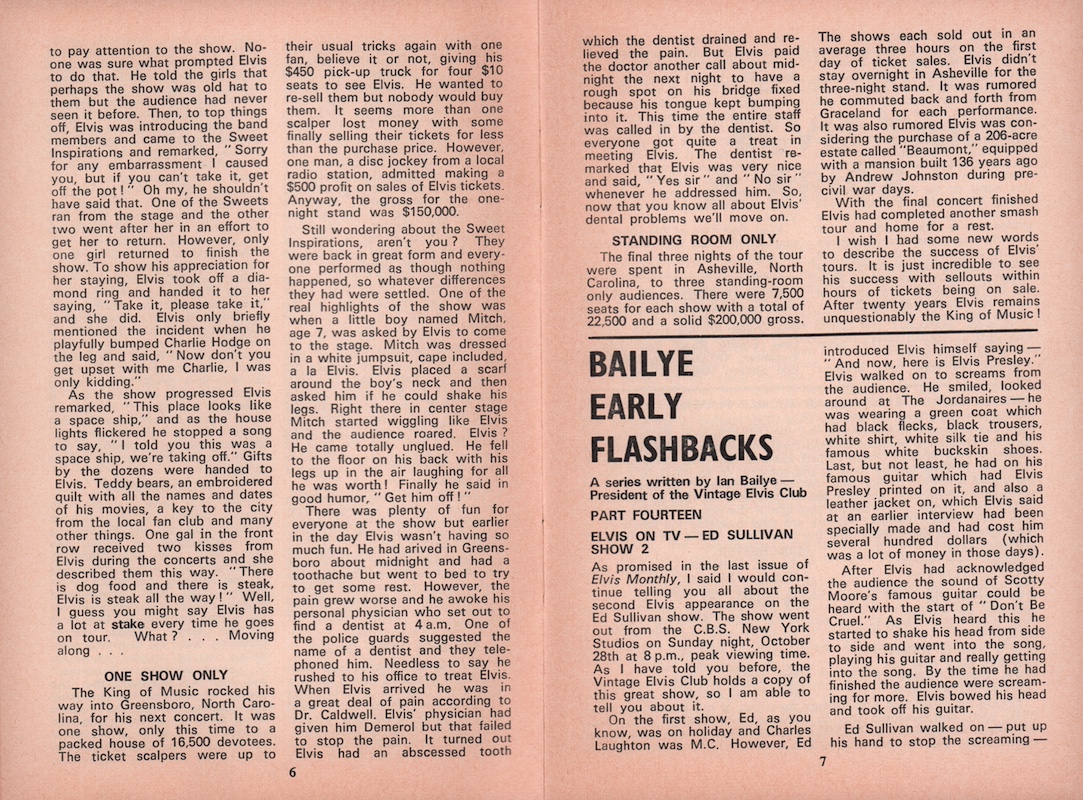 to pay attention to the show. No-
one was sure what prompted Elvis
to do that. He told the girls that
perhaps the show was old hat to
them but the audience had never
seen it before. Then, to top things
off, Elvis was introducing the band
members and came to the Sweet
Inspirations and remarked, "Sorry
for any embarrassment I caused
you, but if you can't take it, get
off the pot!" Oh my, he shouldn't
have said that. One of the Sweets
ran from the stage and the other
two went after her in an effort to
get her to return. However, only
one girl returned to finish the
show. To show his appreciation for
her staying, Elvis took off a dia-
mond ring and handed it to her
saying, "Take it, please take it,"
and she did. Elvis only briefly
mentioned the incident when he
playfully bumped Charlie Hodge on
the leg and said, "Now don't you
get upset with me Charlie, I was
only kidding."
As the show progressed Elvis
remarked, "This place looks like
a space ship," and as the house
lights flickered he stopped a song
to say, "I told you this was a
space ship, we're taking off." Gifts
by the dozens were handed to
Elvis. Teddy bears, an embroidered
quilt with all the names and dates
of his movies, a key to the city
from the local fan club and many
other things. One gal in the front
row received two kisses from
Elvis during the concerts and she
described them this way. "There
is dog food and there is steak,
Elvis is steak all the way!" Well,
I guess you might say Elvis has
a lot at stake every time he goes
on tour. What? . . . Moving
along . . .
ONE SHOW ONLY
The King of Music rocked his
way into Greensboro, North Caro-
lina, for his next concert. It was
one show, only this time to a
packed house of 16,500 devotees.
The ticket scalpers were up to
their usual tricks again with one
fan, believe it or not, giving his
$450 pick-up truck for four $10
seats to see Elvis. He wanted to
re-sell them but nobody would buy
them. It seems more than one
scalper lost money with some
finally selling their tickets for less
than the purchase price. However,
one man, a disc jockey from a local
radio station, admitted making a
$500 profit on sales of Elvis tickets.
Anyway, the gross for the one-
night stand was $150,000.
Still wondering about the Sweet
Inspirations, aren't you? They
were back in great form and every-
one performed as though nothing
happened, so whatever differences
they had were settled. One of the
real highlights of the show was
when a little boy named Mitch,
age 7, was asked by Elvis to come
to the stage. Mitch was dressed
in a white jumpsuit, cape included,
a la Elvis. Elvis placed a scarf
around the boy's neck and then
asked him if he could shake his
legs. Right there in center stage
Mitch started wiggling like Elvis
and the audience roared. Elvis?
He came totally unglued. He fell
to the floor on his back with his
legs up in the air laughing for all
he was worth! Finally he said in
good humor, "Get him off!"
There was plenty of fun for
everyone at the show but earlier
in the day Elvis wasn't having so
much fun. He had arived in Greens-
boro about midnight and had a
toothache but went to bed to try
to get some rest. However, the
pain grew worse and he awoke his
personal physician who set out to
find a dentist at 4 a.m. One of
the police guards suggested the
name of a dentist and they tele-
phoned him. Needless to say he
rushed to his office to treat Elvis.
When Elvis arrived he was in
a great deal of pain according to
Dr. Caldwell. Elvis' physician had
given him Demerol but that failed
to stop the pain. It turned out
Elvis had an abscessed tooth
6
which the dentist drained and re-
lieved the pain. But Elvis paid
the doctor another call about mid-
night the next night to have a
rough spot on his bridge fixed
because his tongue kept bumping
into it. This time the entire staff
was called in by the dentist. So
everyone got quite a treat in
meeting Elvis. The dentist re-
marked that Elvis was very nice
and said, "Yes sir" and "No sir"
whenever he addressed him. So,
now that you know all about Elvis'
dental problems we'll move on.
STANDING ROOM ONLY
The final three nights of the tour
were spent in Asheville, North
Carolina, to three standing-room
only audiences. There were 7,500
seats for each show with a total of
22,500 and a solid $200,000 gross.
The shows each sold out in an
average three hours on the first
day of ticket sales. Elvis didn't
stay overnight in Asheville for the
three-night stand. It was rumored
he commuted back and forth from
Graceland for each performance.
It was also rumored Elvis was con-
sidering the purchase of a 206-acre
estate called "Beaumont," equipped
with a mansion built 136 years ago
by Andrew Johnston during pre-
civil war days.
With the final concert finished
Elvis had completed another smash
tour and home for a rest.
I wish I had some new words
to describe the success of Elvis'
tours. It is just incredible to see
his success with sellouts within
hours of tickets being on sale.
After twenty years Elvis remains
unquestionably the King of Music!
BAILYE
EARLY
FLASHBACKS
A series written by Ian Bailye —
President of the Vintage Elvis Club
PART FOURTEEN
ELVIS ON TV — ED SULLIVAN
SHOW 2
As promised in the last issue of
Elvis Monthly, I said I would con-
tinue telling you all about the
second Elvis appearance on the
Ed Sullivan show. The show went
out from the C.B.S. New York
Studios on Sunday night, October
28th at 8 p.m., peak viewing time.
As I have told you before, the
Vintage Elvis Club holds a copy of
this great show, so I am able to
tell you about it.
On the first show, Ed, as you
know, was on holiday and Charles
Laughton was M.C. However, Ed
introduced Elvis himself saying —
"And now, here is Elvis Presley."
Elvis walked on to screams from
the audience. He smiled, looked
around at The Jordanaires — he
was wearing a green coat which
had black flecks, black trousers,
white shirt, white silk tie and his
famous white buckskin shoes.
Last, but not least, he had on his
famous guitar which had Elvis
Presley printed on it, and also a
leather jacket on, which Elvis said
at an earlier interview had been
specially made and had cost him
several hundred dollars (which
was a lot of money in those days).
After Elvis had acknowledged
the audience the sound of Scotty
Moore's famous guitar could be
heard with the start of "Don't Be
Cruel." As Elvis heard this he
started to shake his head from side
to side and went into the song,
playing his guitar and really getting
into the song. By the time he had
finished the audience were scream-
ing for more. Elvis bowed his head
and took off his guitar.
Ed Sullivan walked on — put up
his hand to stop the screaming —
7